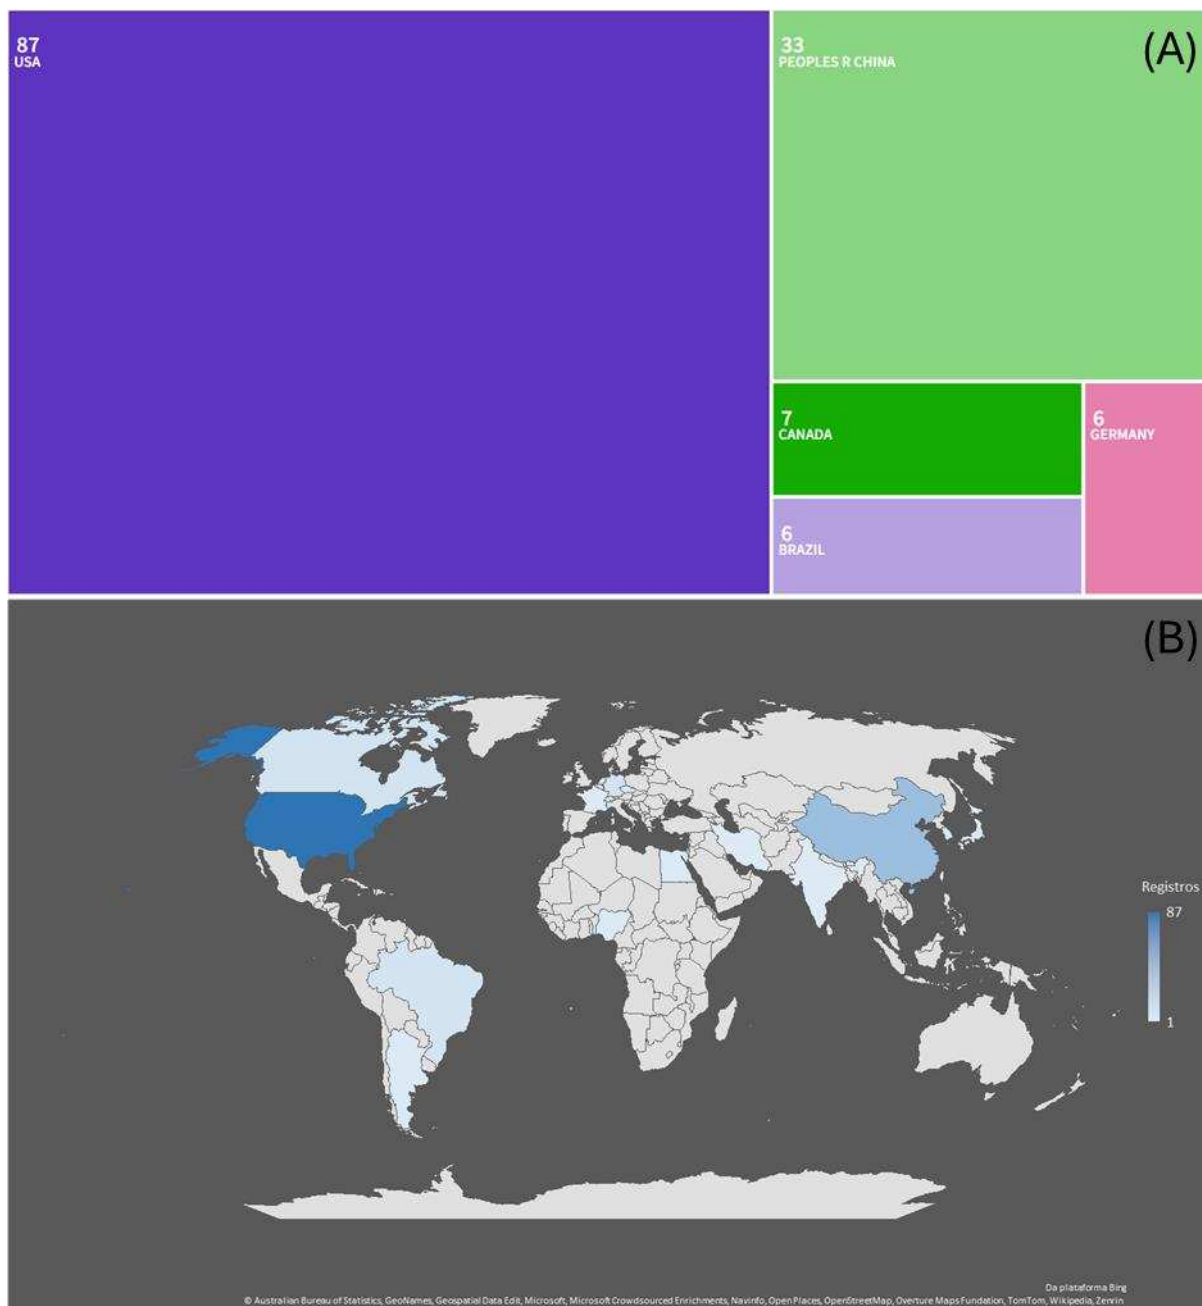 87
USA
33
PEOPLES R CHINA
(A)
7
CANADA
6
GERMANY
6
BRAZIL
(B)
Registros
87
1
Da plataforma Bing
© Australian Bureau of Statistics, GeoNames, Geospatial Data Edit, Microsoft, Microsoft Crowdsourced Enrichments, Navinfo, Open Places, OpenStreetMap, Overture Maps Fundation, TomTom, Wikipedia, Zenrin